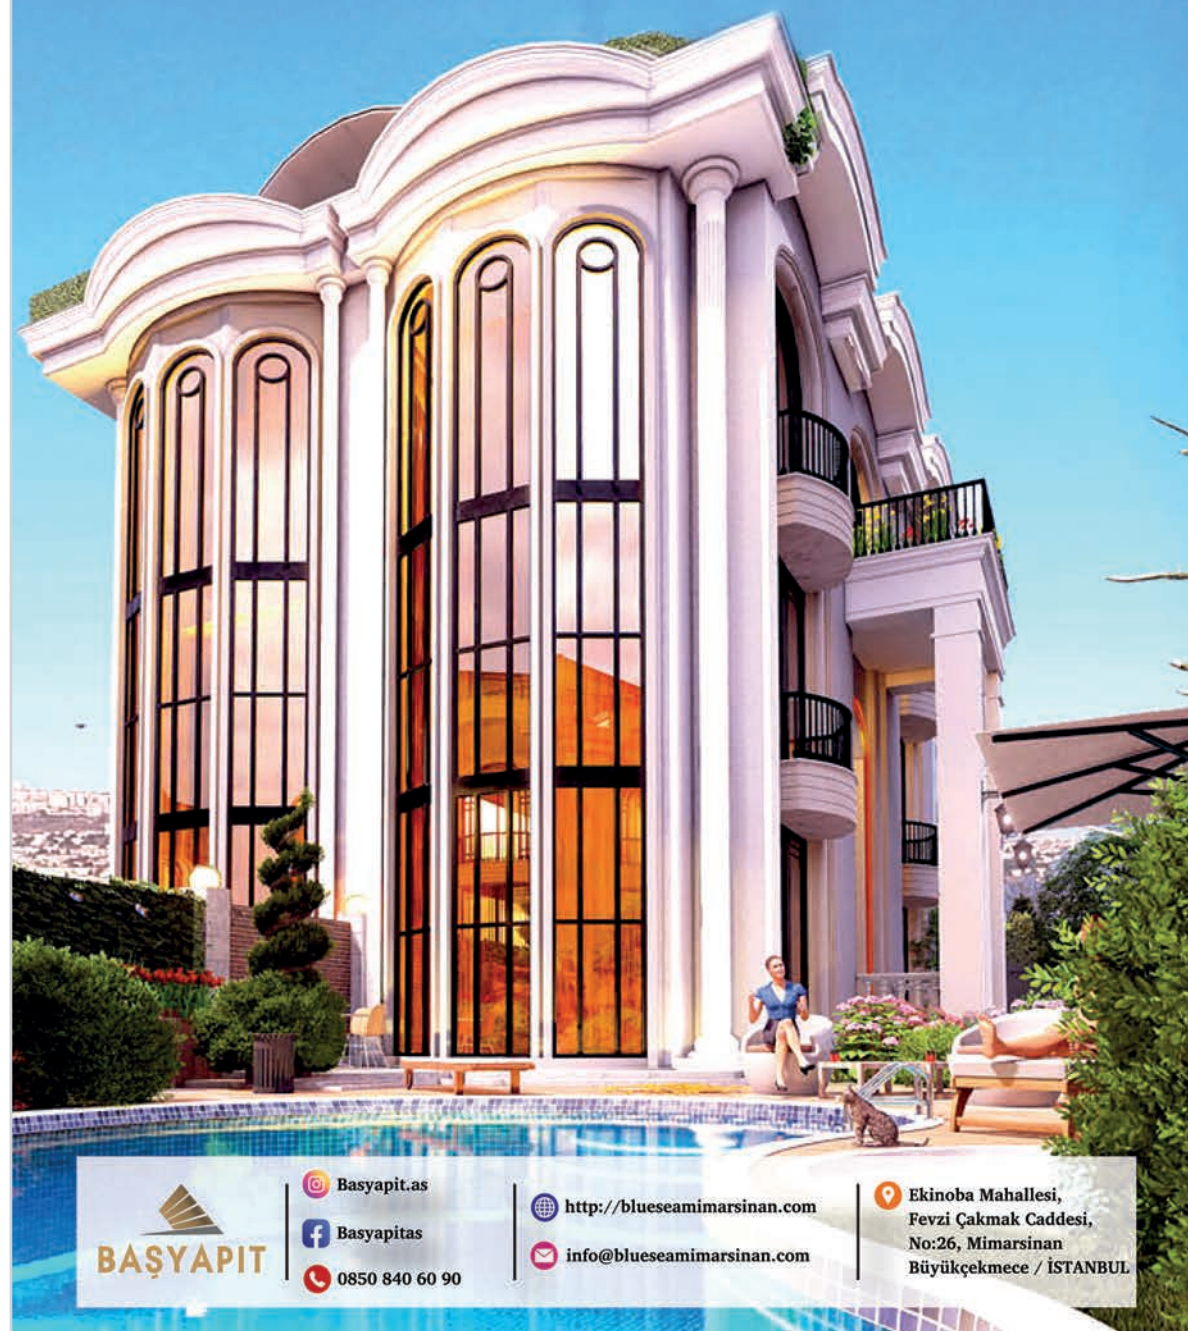 BAŞYAPIT
Basyapit.as
Basyapitas
0850 840 60 90
http://blueseamimarsinan.com
info@blueseamimarsinan.com
Ekinoba Mahallesi,
Fevzi Çakmak Caddesi,
No:26, Mimarsinan
Büyükçekmece / İSTANBUL